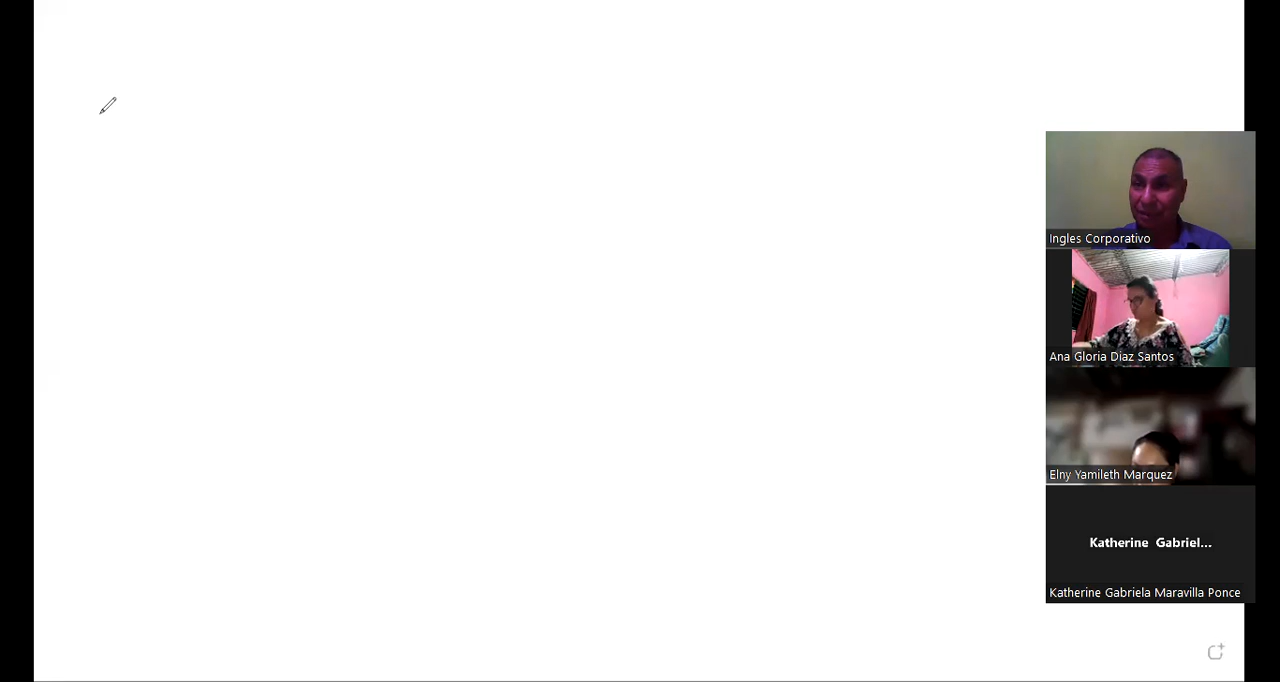 Ingles Corporativo
Ana Gloria Diaz Santos
Elny Yamileth Marquez
Katherine Gabriel...
Katherine Gabriela Maravilla Ponce